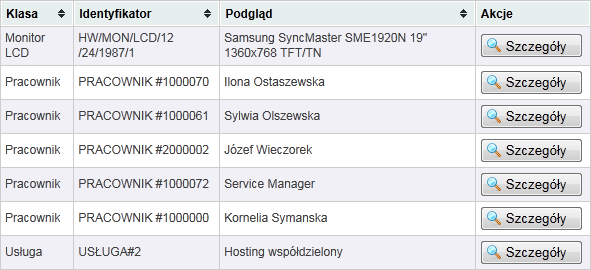 Klasa Identyfikator Podgląd Akcje
Monitor HW/MON/LCD/12 Samsung SyncMaster SME1920N 19"
LCD /24/1987/1 1360x768 TFT/TN Szczegóły
Pracownik PRACOWNIK #1000070 Ilona Ostaszewska Szczegóły
Pracownik PRACOWNIK #1000061 Sylwia Olszewska Szczegóły
Pracownik PRACOWNIK #2000002 Józef Wieczorek Szczegóły
Pracownik PRACOWNIK #1000072 Service Manager Szczegóły
Pracownik PRACOWNIK #1000000 Kornelia Symanska Szczegóły
Usługa USŁUGA#2 Hosting współdzielony Szczegóły